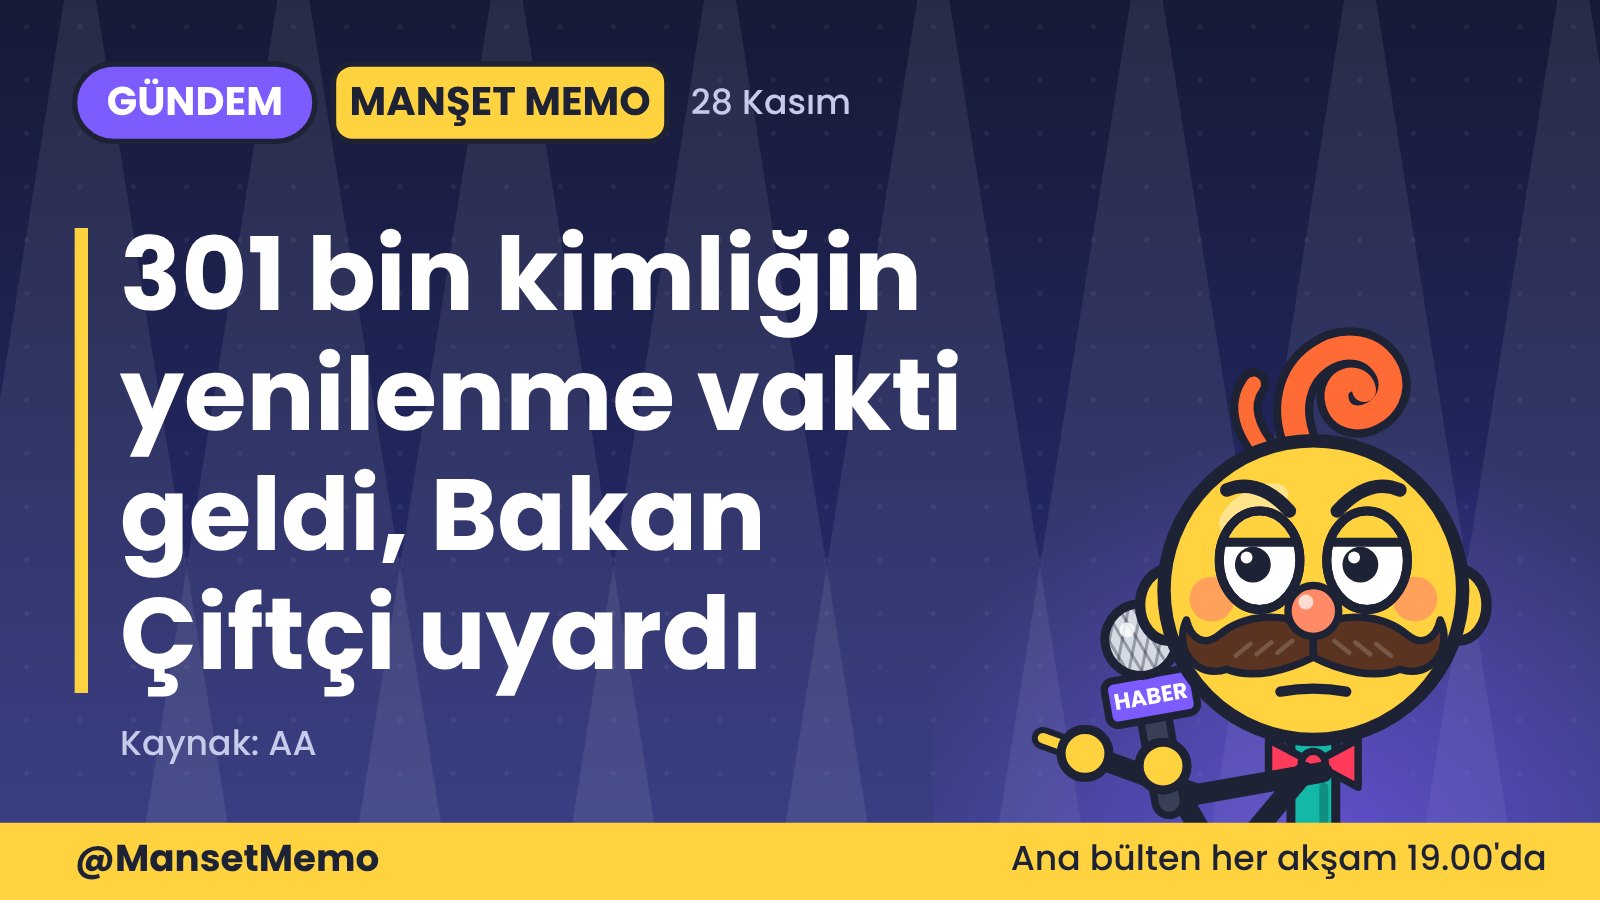 GÜNDEM MANŞET MEMO 28 Kasım
301 bin kimliğin
yenilenme vakti
geldi, Bakan
Çiftçi uyardı
Kaynak: AA
HABER
@MansetMemo
Ana bülten her akşam 19.00'da